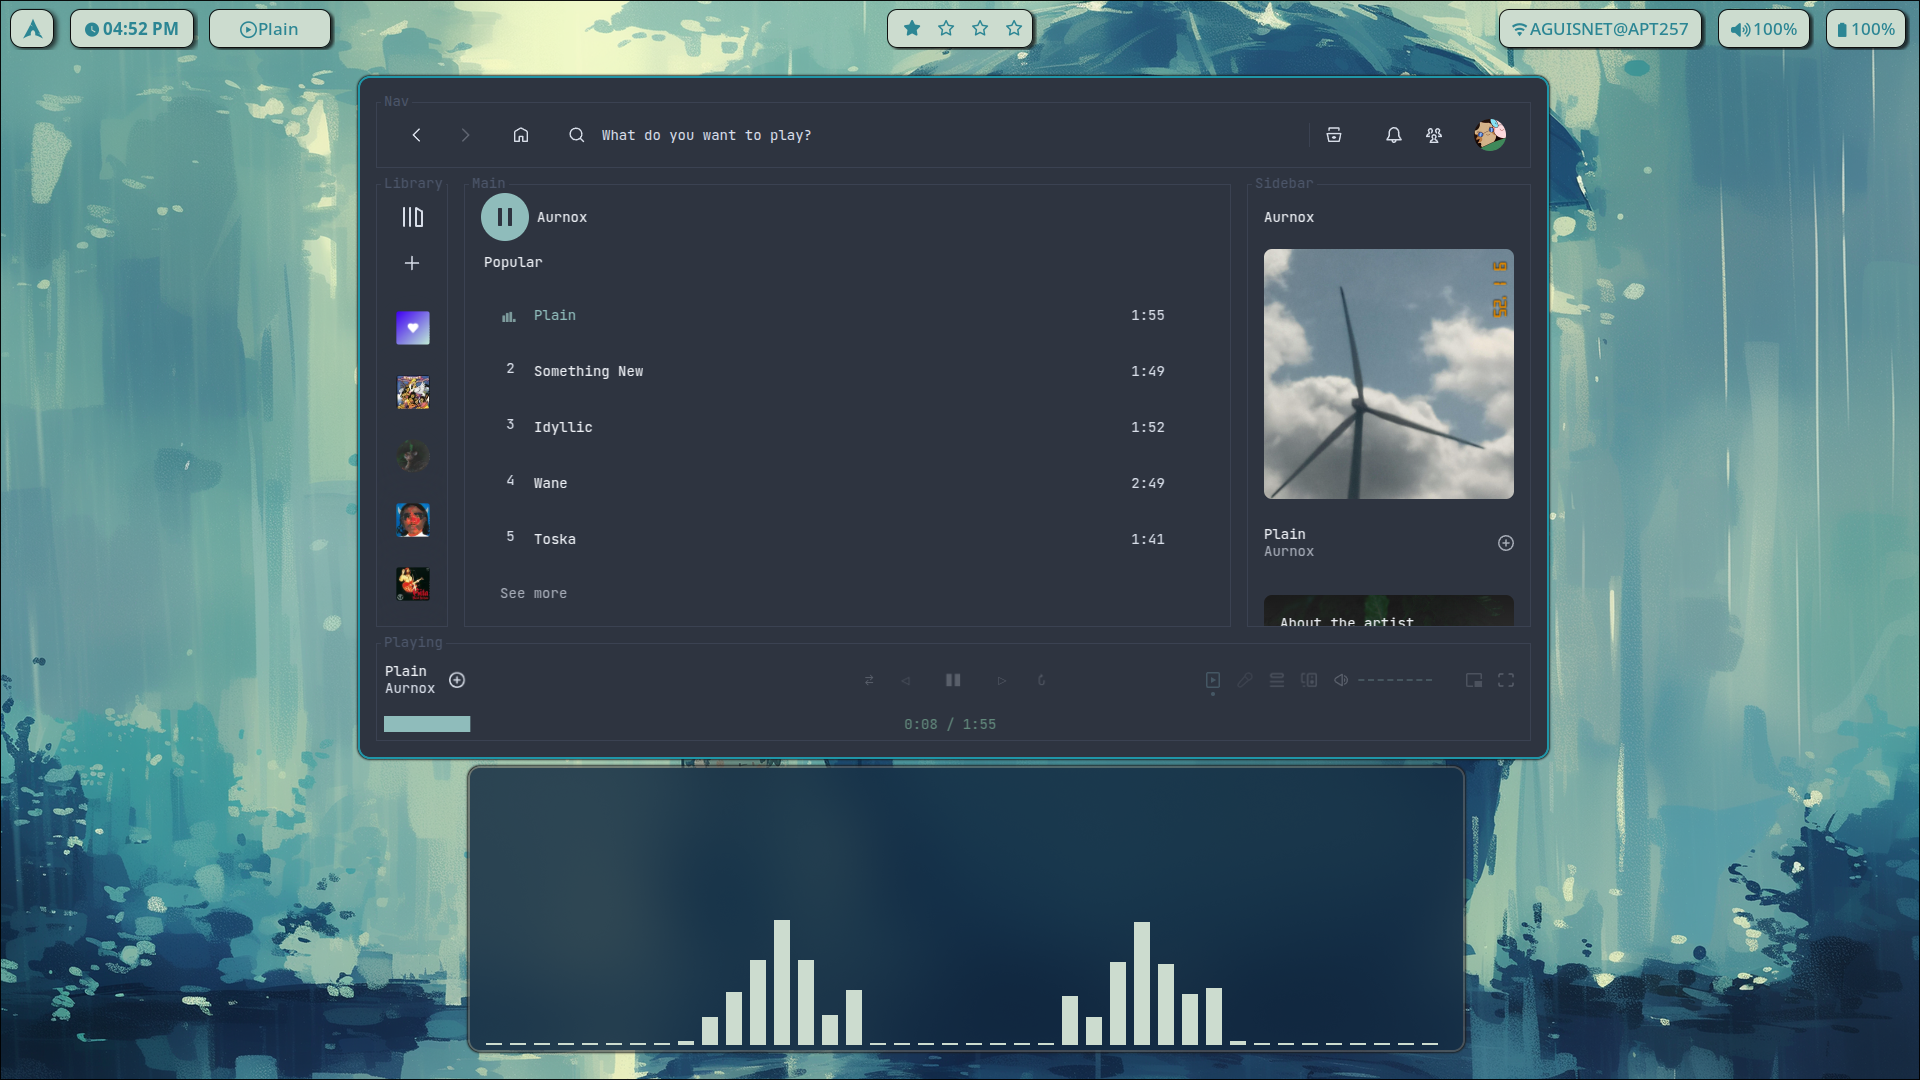 04:52 PM
Plain
AGUISNET@APT257
100%
100%
Nav
What do you want to play?
Library
Main
Aurnox
Popular
Plain 1:55
2 Something New 1:49
3 Idyllic 1:52
4 Wane 2:49
5 Toska 1:41
See more
Sidebar
Aurnox
Plain
Aurnox
About the artist
Playing
Plain
Aurnox
0:08 / 1:55